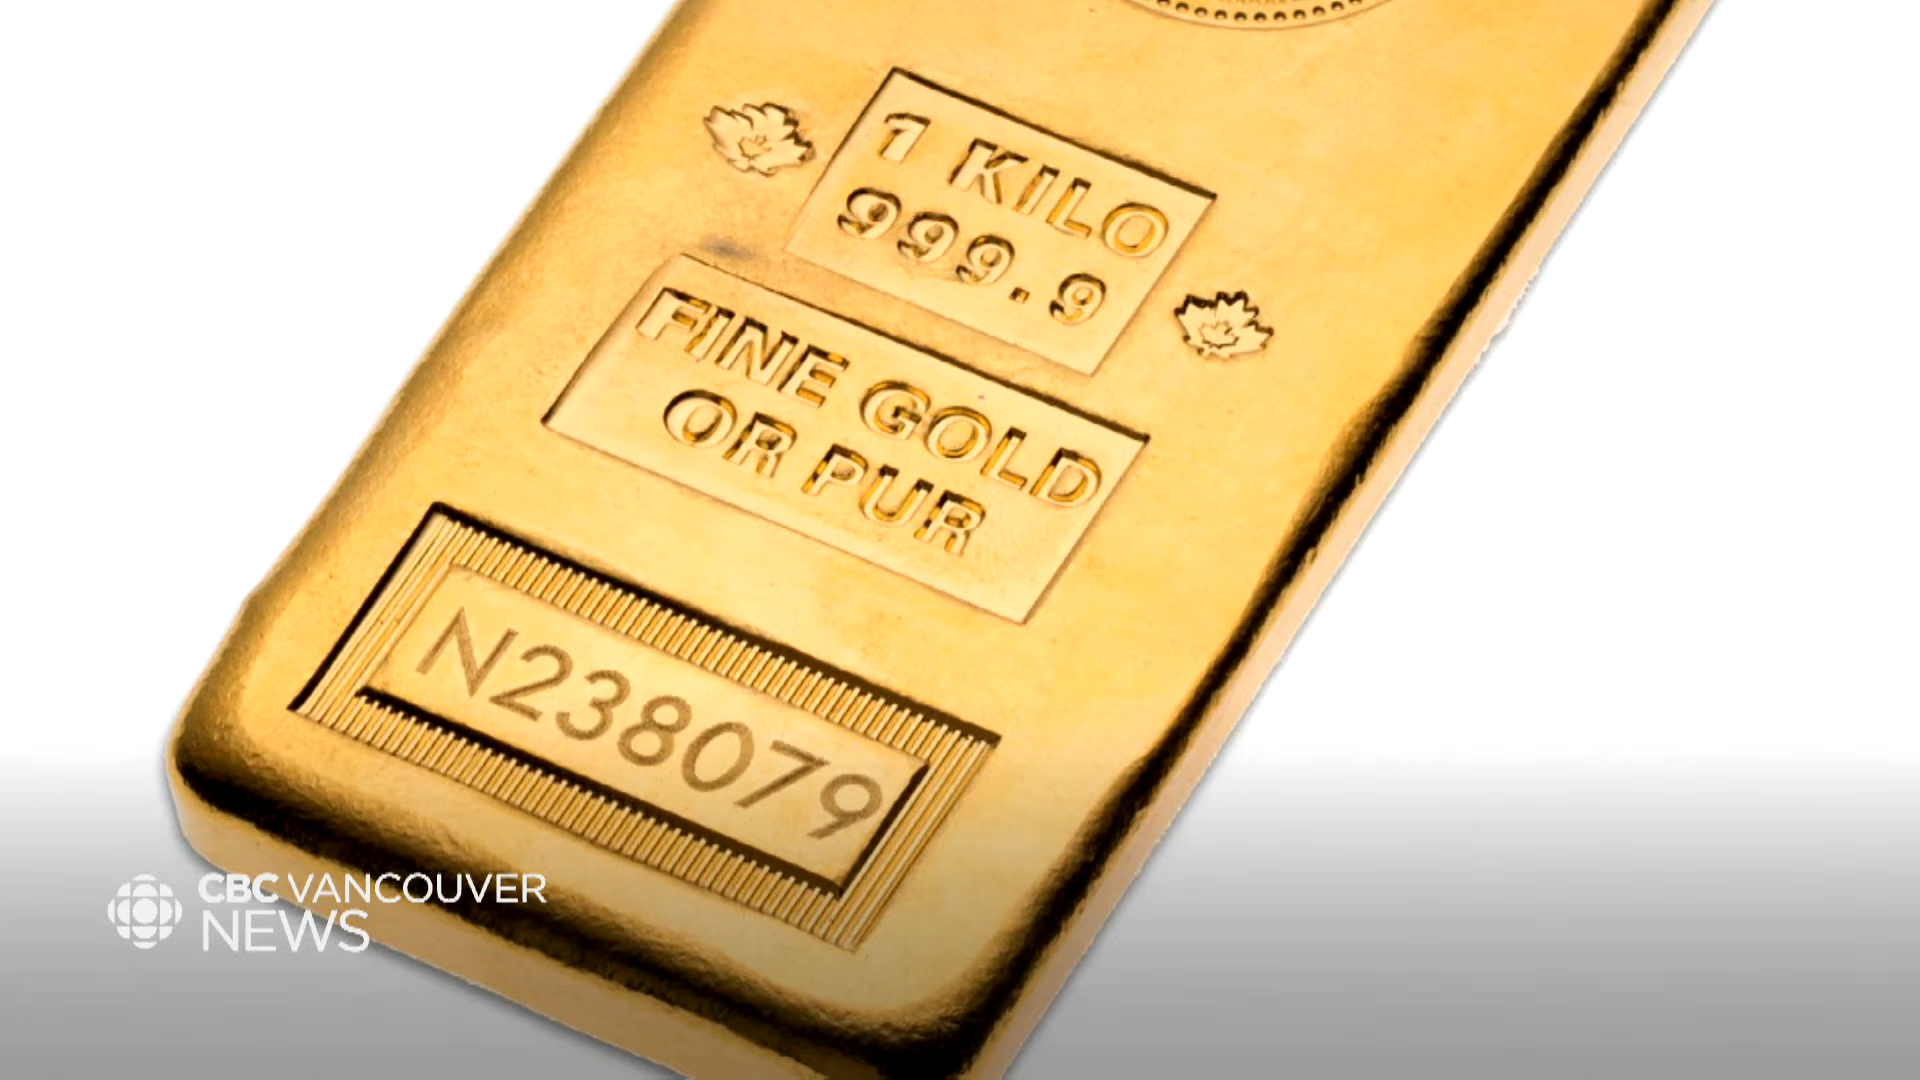 1 KILO
999.9
FINE GOLD
OR PUR
N238079
CBC VANCOUVER
NEWS